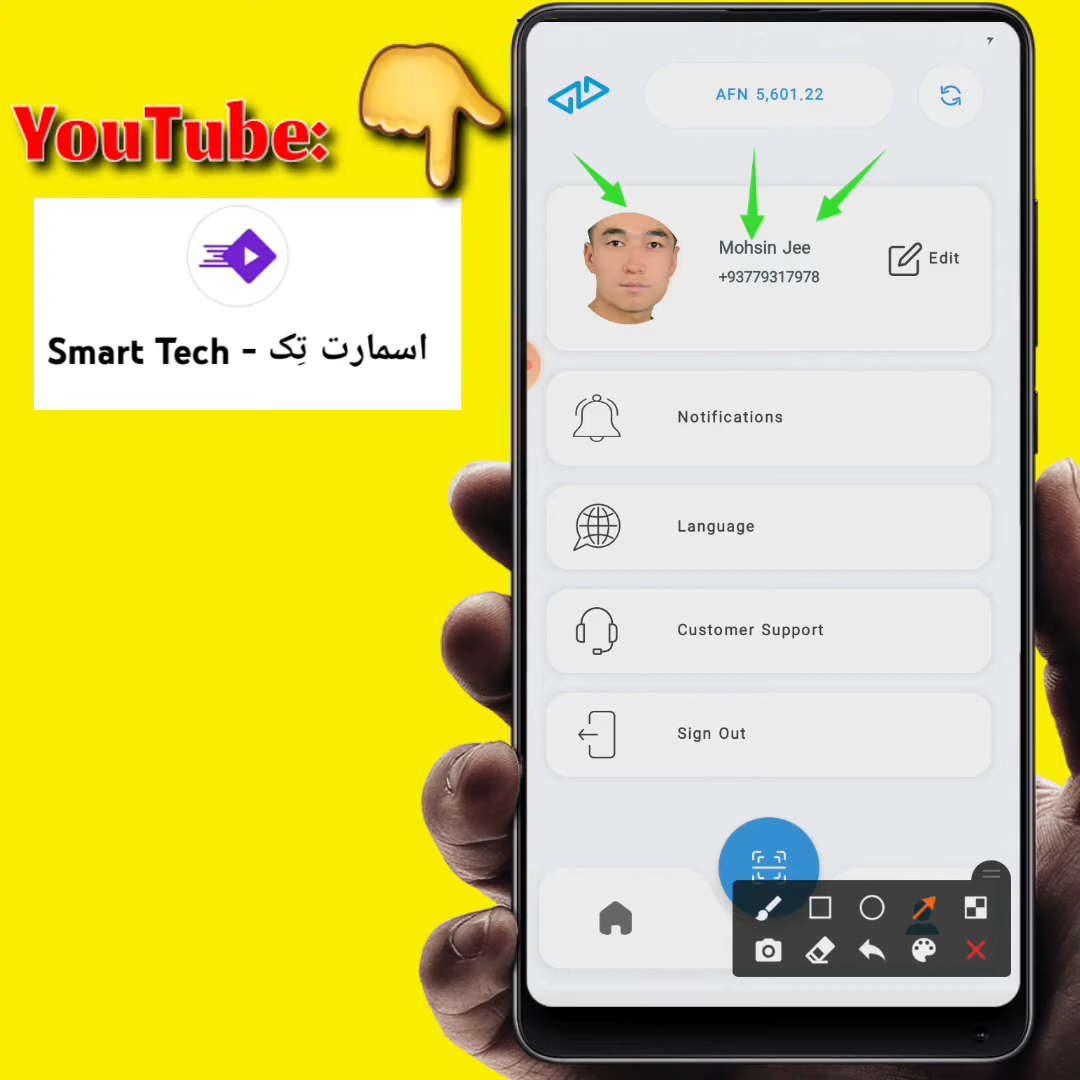 YouTube:
Smart Tech - اسمارت تِک
AFN 5,601.22
Mohsin Jee
+93779317978
Edit
Notifications
Language
Customer Support
Sign Out